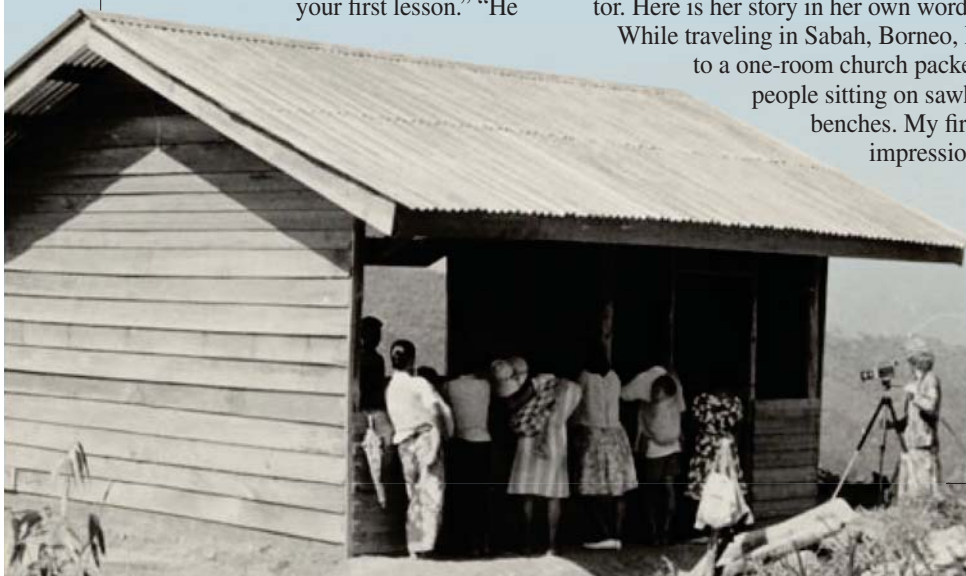 your first lesson.” “He
tor. Here is her story in her own word
While traveling in Sabah, Borneo,
to a one-room church packe
people sitting on saw
benches. My fir
impressio